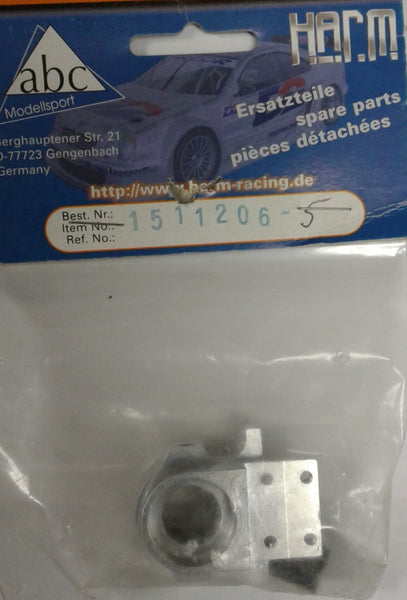 H.a.r.m
abc
Modellsport
Berghauptener Str, 21
D-77723 Gengenbach
Germany
Ersatzteile
spare parts
pièces détachées
http://www.harm-racing.de
Best. Nr.:
Item No.:
Ref. No.:
1511206-5